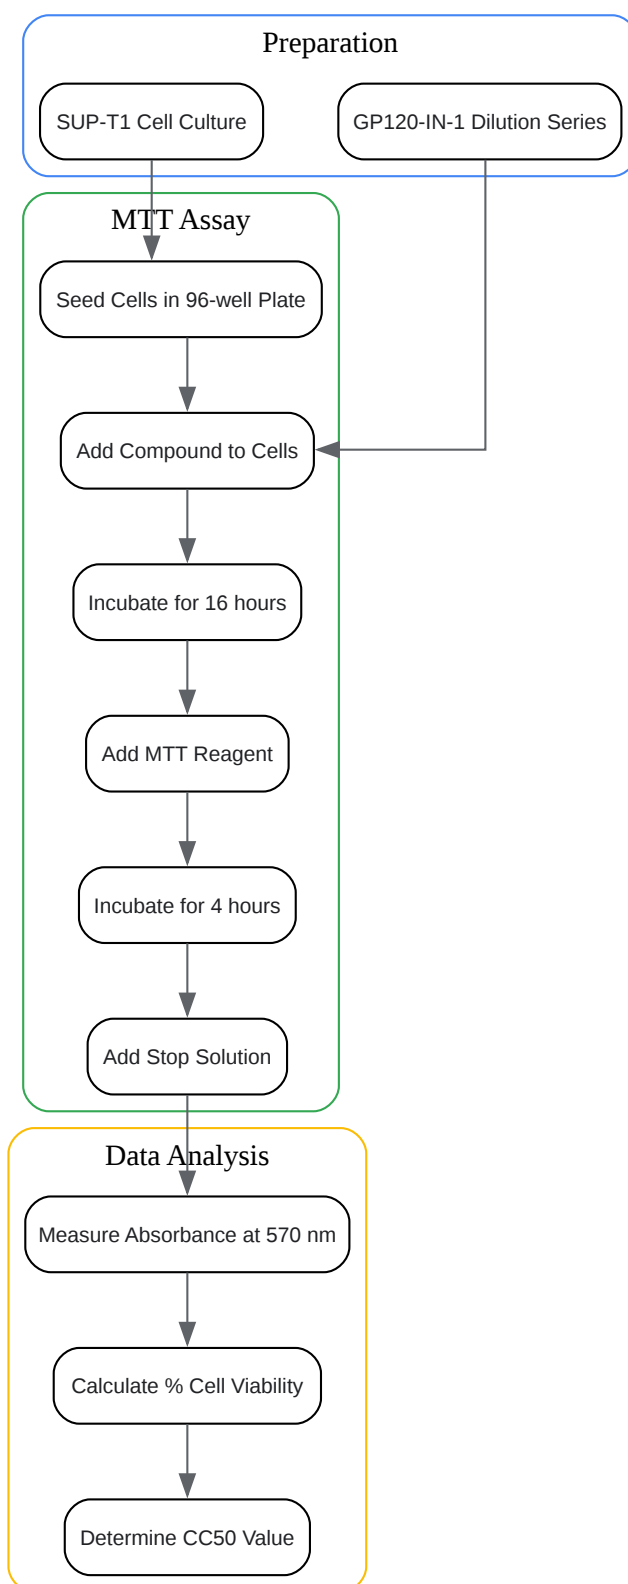 Preparation
SUP-T1 Cell Culture
GP120-IN-1 Dilution Series
MTT Assay
Seed Cells in 96-well Plate
Add Compound to Cells
Incubate for 16 hours
Add MTT Reagent
Incubate for 4 hours
Add Stop Solution
Data Analysis
Measure Absorbance at 570 nm
Calculate % Cell Viability
Determine CC50 Value